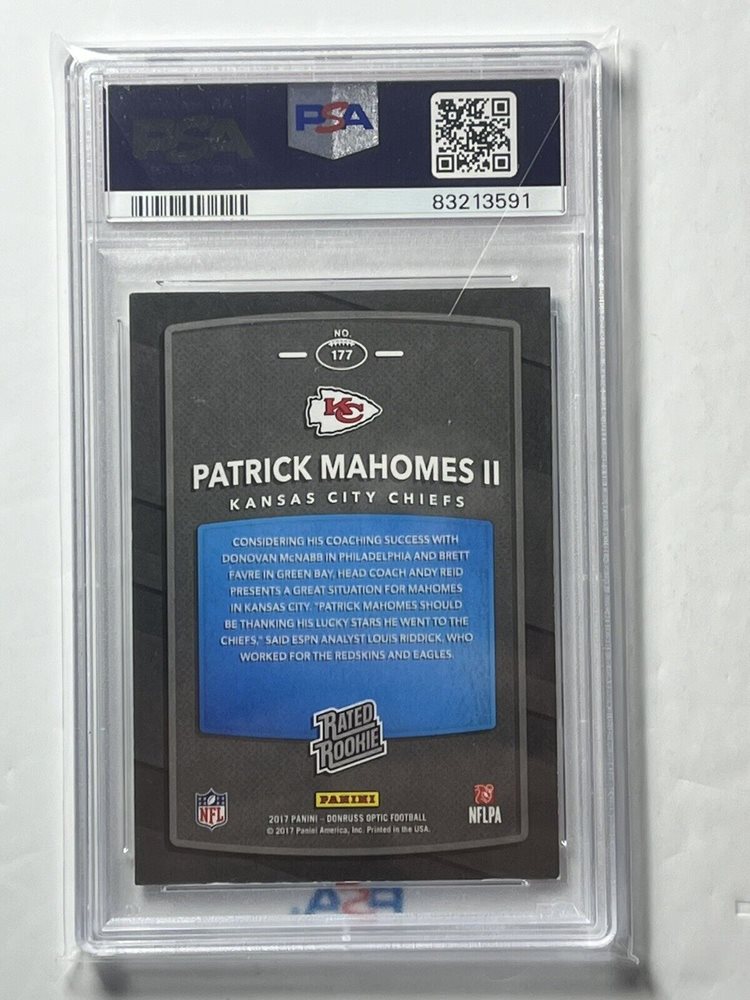 PSA
PSA
83213591
NO.
177
KC
PATRICK MAHOMES II
KANSAS CITY CHIEFS
CONSIDERING HIS COACHING SUCCESS WITH
DONOVAN McNABB IN PHILADELPHIA AND BRETT
FAVRE IN GREEN BAY, HEAD COACH ANDY REID
PRESENTS A GREAT SITUATION FOR MAHOMES
IN KANSAS CITY. "PATRICK MAHOMES SHOULD
BE THANKING HIS LUCKY STARS HE WENT TO THE
CHIEFS," SAID ESPN ANALYST LOUIS RIDDICK, WHO
WORKED FOR THE REDSKINS AND EAGLES.
RATED
ROOKIE
NFL
PANINI
NFLPA
2017 PANINI – DONRUSS OPTIC FOOTBALL
© 2017 Panini America, Inc. Printed in the USA.
PSA